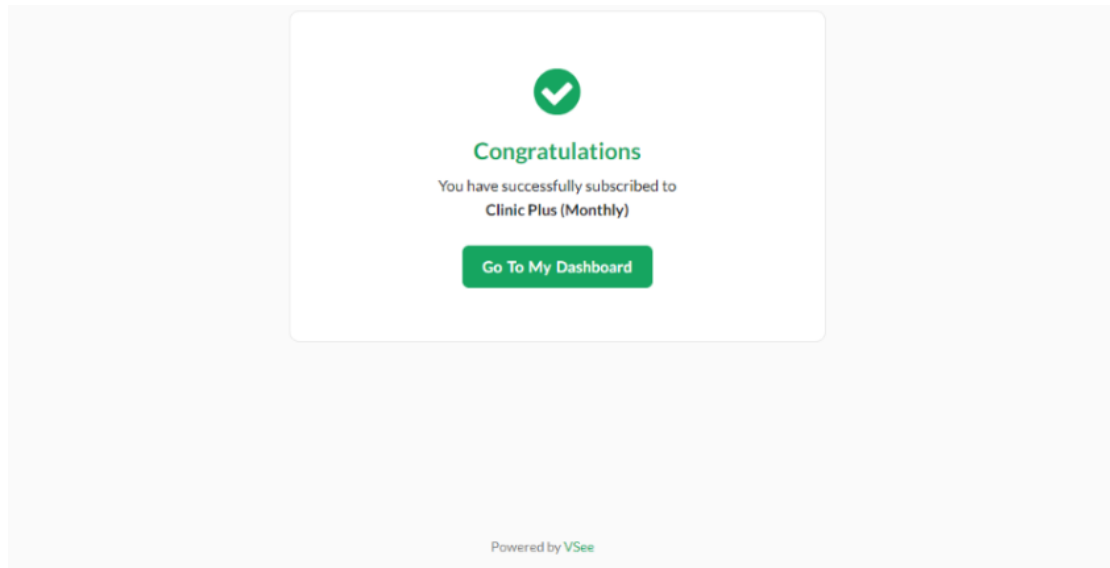 Congratulations
You have successfully subscribed to
Clinic Plus (Monthly)
Go To My Dashboard
Powered by VSee